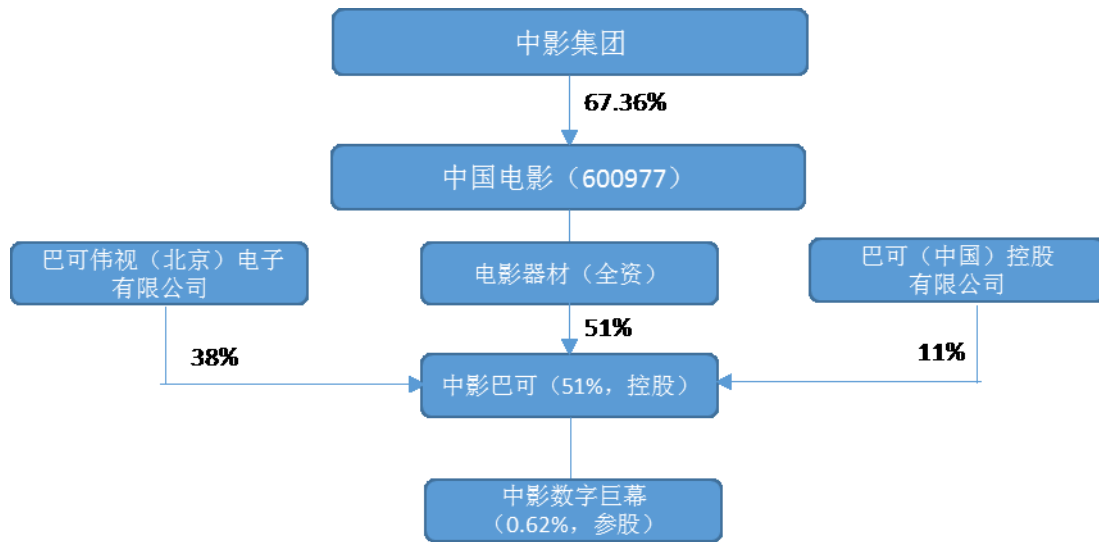 中影集团
67.36%
中国电影（600977）
巴可伟视（北京）电子
有限公司
电影器材（全资）
巴可（中国）控股
有限公司
51%
38%
11%
中影巴可（51%，控股）
中影数字巨幕
（0.62%，参股）